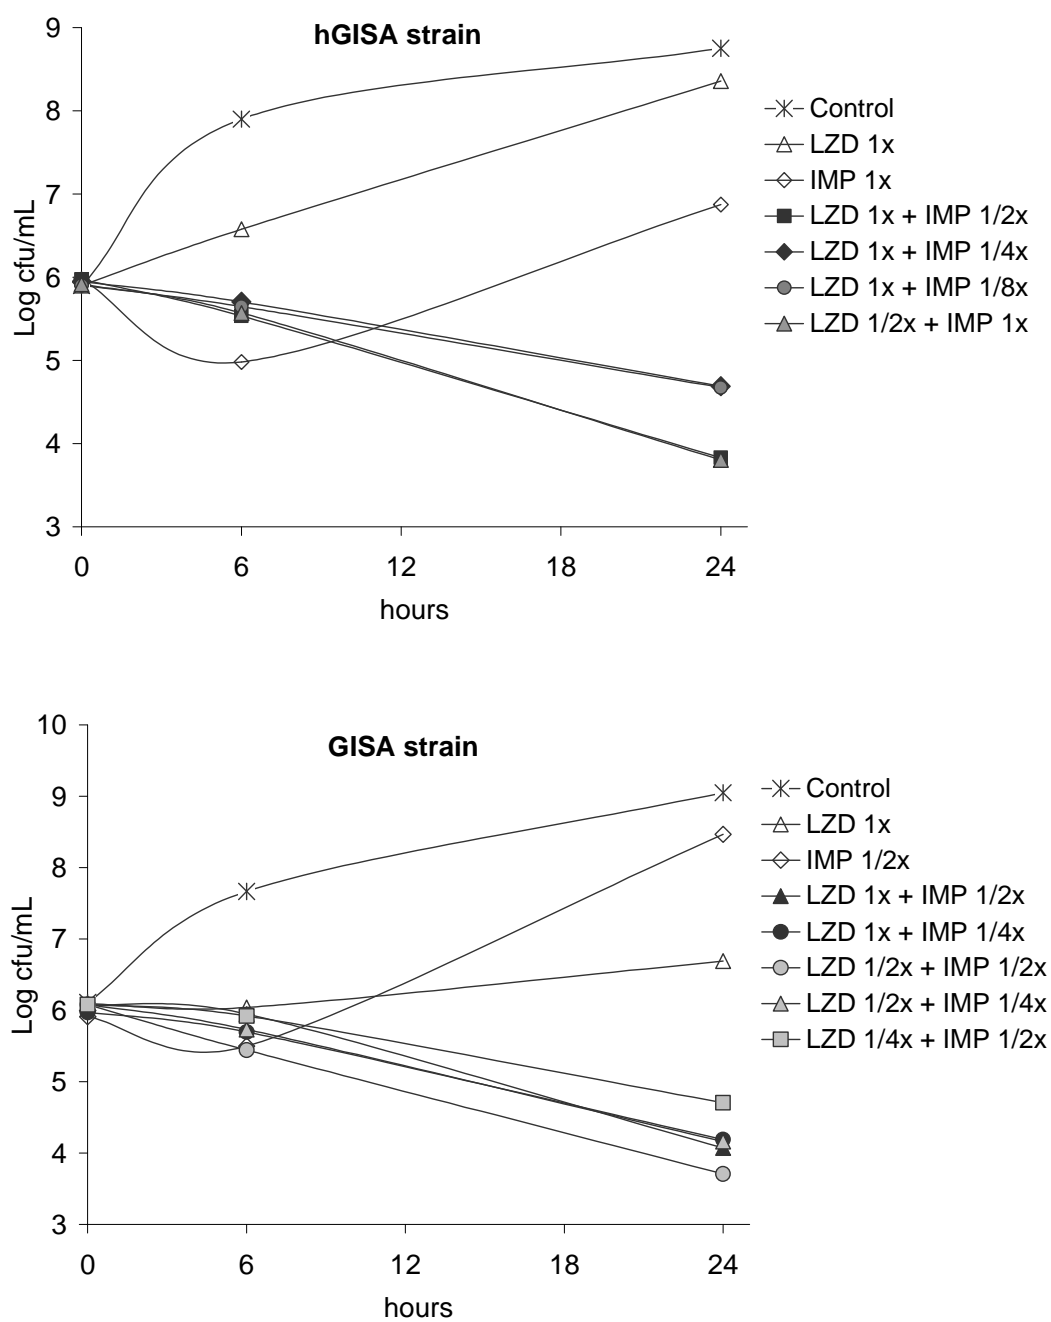 hGISA strain
9
8
7
6
5
4
3
Log cfu/mL
0 6 12 18 24
hours
Control
LZD 1x
IMP 1x
LZD 1x + IMP 1/2x
LZD 1x + IMP 1/4x
LZD 1x + IMP 1/8x
LZD 1/2x + IMP 1x
GISA strain
10
9
8
7
6
5
4
3
Log cfu/mL
0 6 12 18 24
hours
Control
LZD 1x
IMP 1/2x
LZD 1x + IMP 1/2x
LZD 1x + IMP 1/4x
LZD 1/2x + IMP 1/2x
LZD 1/2x + IMP 1/4x
LZD 1/4x + IMP 1/2x